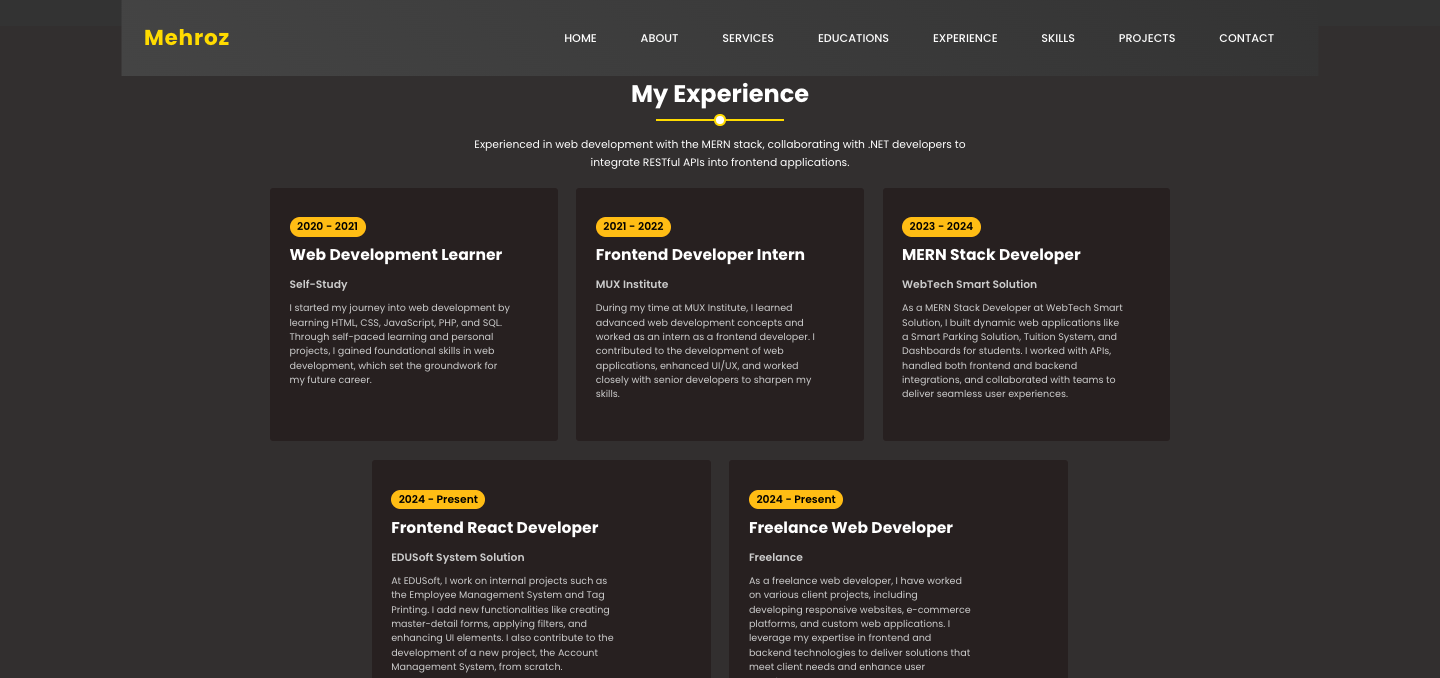 Mehroz
HOME ABOUT SERVICES EDUCATIONS EXPERIENCE SKILLS PROJECTS CONTACT
My Experience
Experienced in web development with the MERN stack, collaborating with .NET developers to
integrate RESTful APIs into frontend applications.
2020 - 2021
Web Development Learner
Self-Study
I started my journey into web development by
learning HTML, CSS, JavaScript, PHP, and SQL.
Through self-paced learning and personal
projects, I gained foundational skills in web
development, which set the groundwork for
my future career.
2021 - 2022
Frontend Developer Intern
MUX Institute
During my time at MUX Institute, I learned
advanced web development concepts and
worked as an intern as a frontend developer. I
contributed to the development of web
applications, enhanced UI/UX, and worked
closely with senior developers to sharpen my
skills.
2023 - 2024
MERN Stack Developer
WebTech Smart Solution
As a MERN Stack Developer at WebTech Smart
Solution, I built dynamic web applications like
a Smart Parking Solution, Tuition System, and
Dashboards for students. I worked with APIs,
handled both frontend and backend
integrations, and collaborated with teams to
deliver seamless user experiences.
2024 - Present
Frontend React Developer
EDUSoft System Solution
At EDUSoft, I work on internal projects such as
the Employee Management System and Tag
Printing. I add new functionalities like creating
master-detail forms, applying filters, and
enhancing UI elements. I also contribute to the
development of a new project, the Account
Management System, from scratch.
2024 - Present
Freelance Web Developer
Freelance
As a freelance web developer, I have worked
on various client projects, including
developing responsive websites, e-commerce
platforms, and custom web applications. I
leverage my expertise in frontend and
backend technologies to deliver solutions that
meet client needs and enhance user